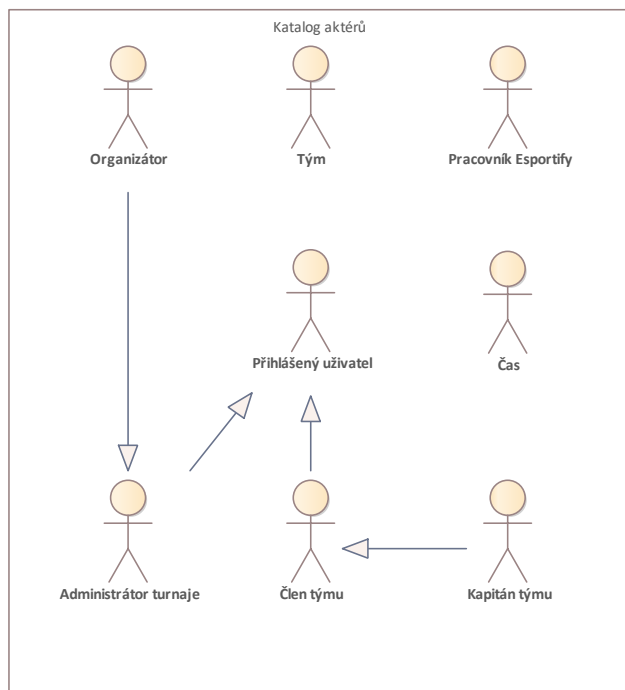 Katalog aktérů
Organizátor
Tým
Pracovník Esportify
Přihlášený uživatel
Čas
Administrátor turnaje
Člen týmu
Kapitán týmu